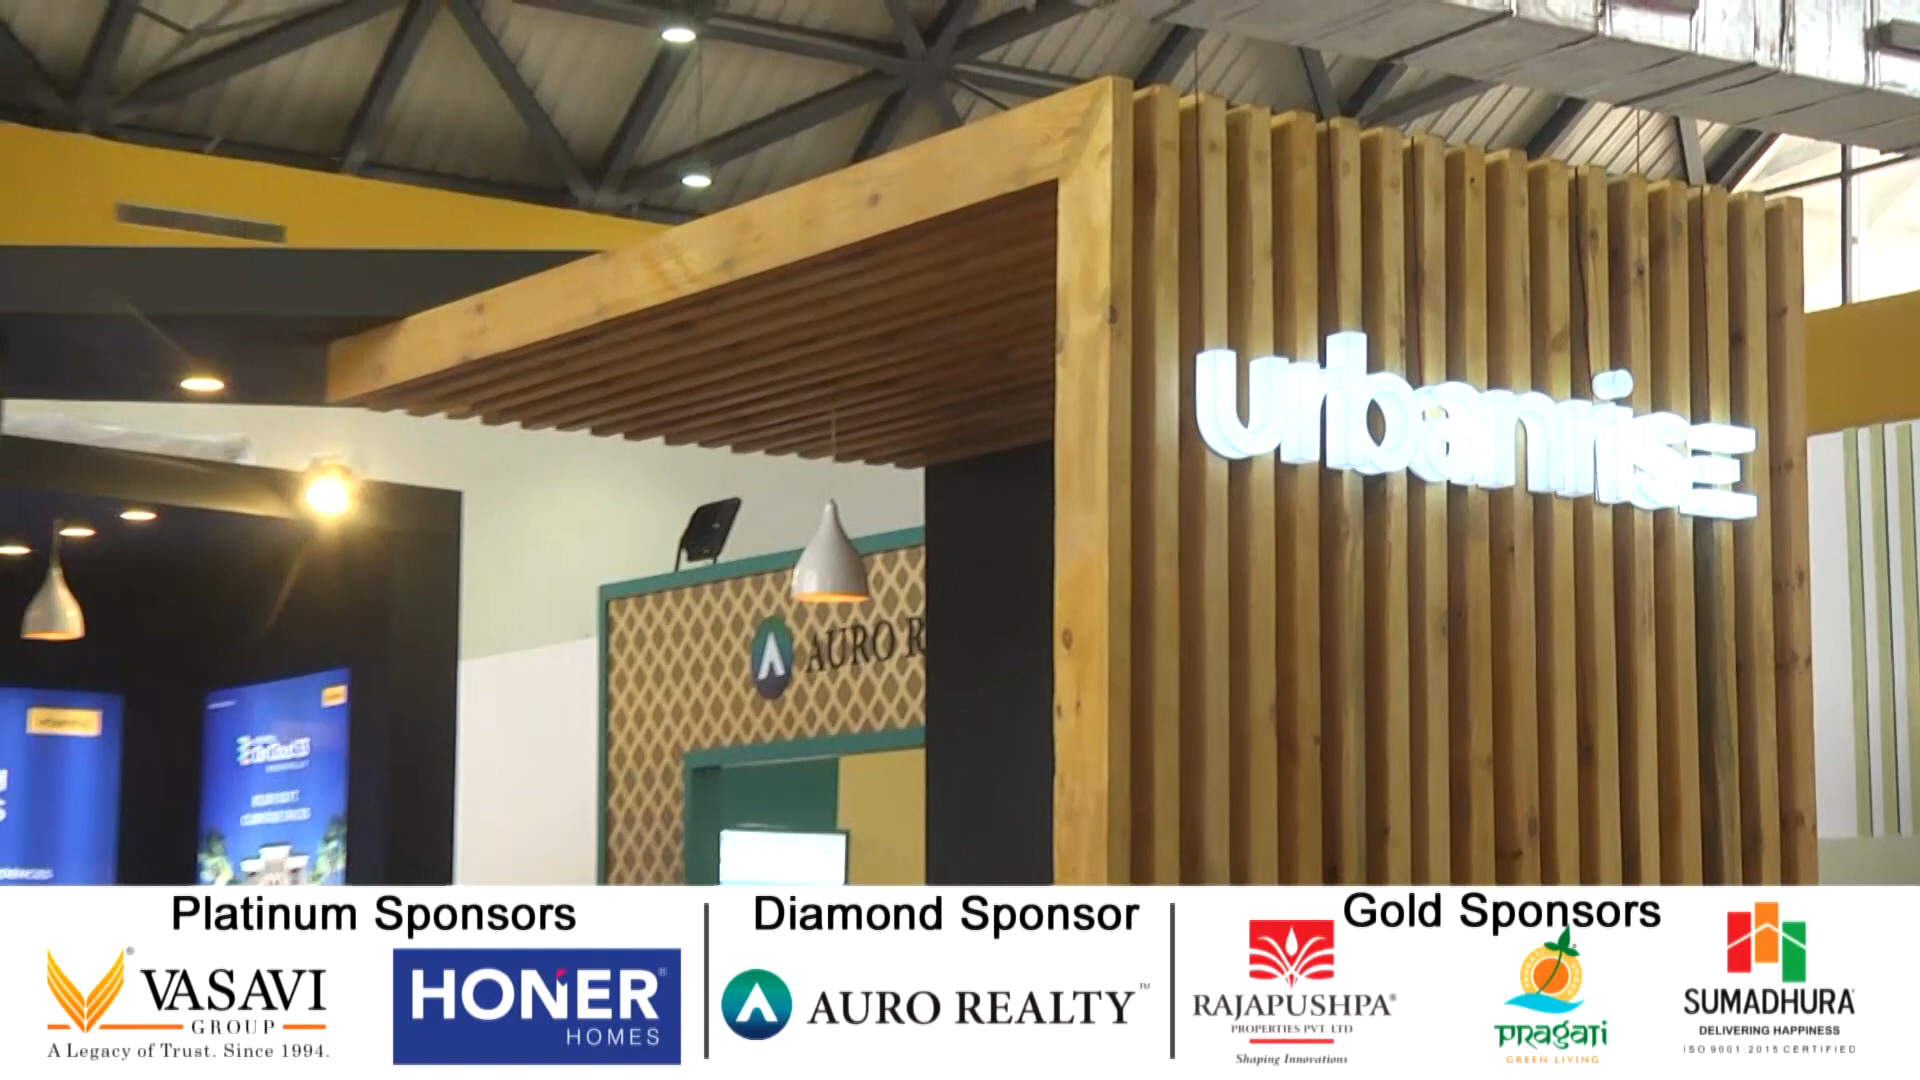 urbanrise
AURO R
Platinum Sponsors
VASAVI
GROUP
A Legacy of Trust. Since 1994.
HONER
HOMES
Diamond Sponsor
AURO REALTY™
Gold Sponsors
RAJAPUSHPA®
PROPERTIES PVT. LTD
Shaping Innovations
pragati
GREEN LIVING
SUMADHURA
DELIVERING HAPPINESS
ISO 9001:2015 CERTIFIED